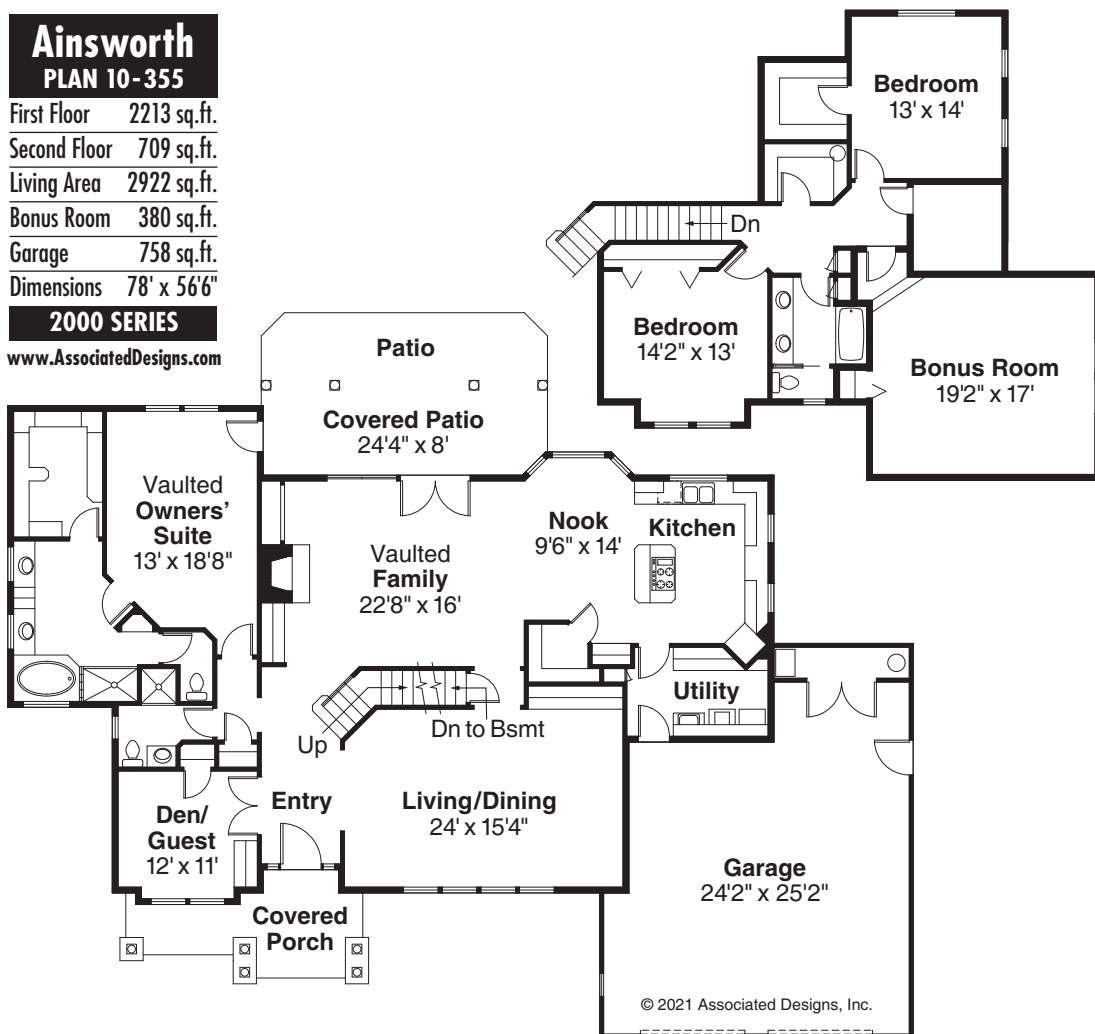 Ainsworth
PLAN 10-355
First Floor 2213 sq.ft.
Second Floor 709 sq.ft.
Living Area 2922 sq.ft.
Bonus Room 380 sq.ft.
Garage 758 sq.ft.
Dimensions 78' x 56'6"
2000 SERIES
www.AssociatedDesigns.com
Bedroom
13' x 14'
Dn
Bedroom
14'2" x 13'
Bonus Room
19'2" x 17'
Patio
Covered Patio
24'4" x 8'
Vaulted
Owners'
Suite
13' x 18'8"
Vaulted
Family
22'8" x 16'
Nook
9'6" x 14'
Kitchen
Utility
Up
Dn to Bsmt
Entry
Living/Dining
24' x 15'4"
Den/
Guest
12' x 11'
Garage
24'2" x 25'2"
Covered
Porch
© 2021 Associated Designs, Inc.